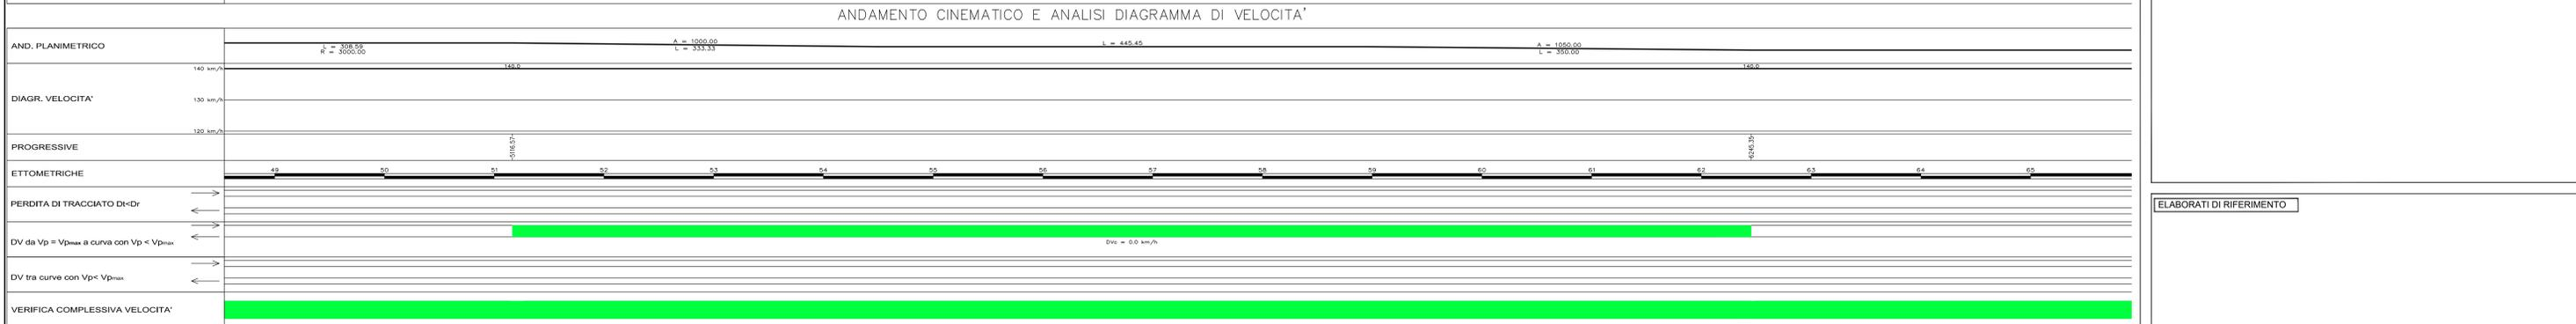 ANDAMENTO CINEMATICO E ANALISI DIAGRAMMA DI VELOCITA'
AND. PLANIMETRICO
L = 308.59
R = 3000.00
A = 1000.00
L = 333.33
L = 445.45
A = 1050.00
L = 350.00
DIAGR. VELOCITA'
140 km/h
130 km/h
120 km/h
140.0
140.0
PROGRESSIVE
5116.57
6245.35
ETTOMETRICHE
49 50 51 52 53 54 55 56 57 58 59 60 61 62 63 64 65
PERDITA DI TRACCIATO Dt<Dr
DV da Vp = Vpmax a curva con Vp < Vpmax
DVc = 0.0 km/h
DV tra curve con Vp< Vpmax
VERIFICA COMPLESSIVA VELOCITA'
ELABORATI DI RIFERIMENTO